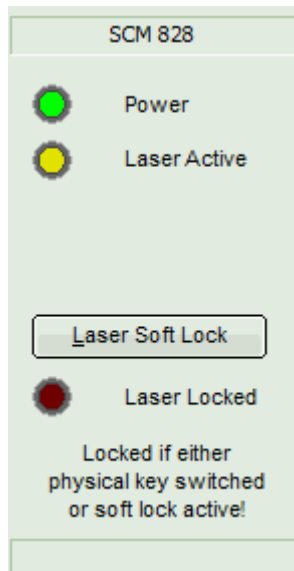 SCM 828
Power
Laser Active
Laser Soft Lock
Laser Locked
Locked if either
physical key switched
or soft lock active!